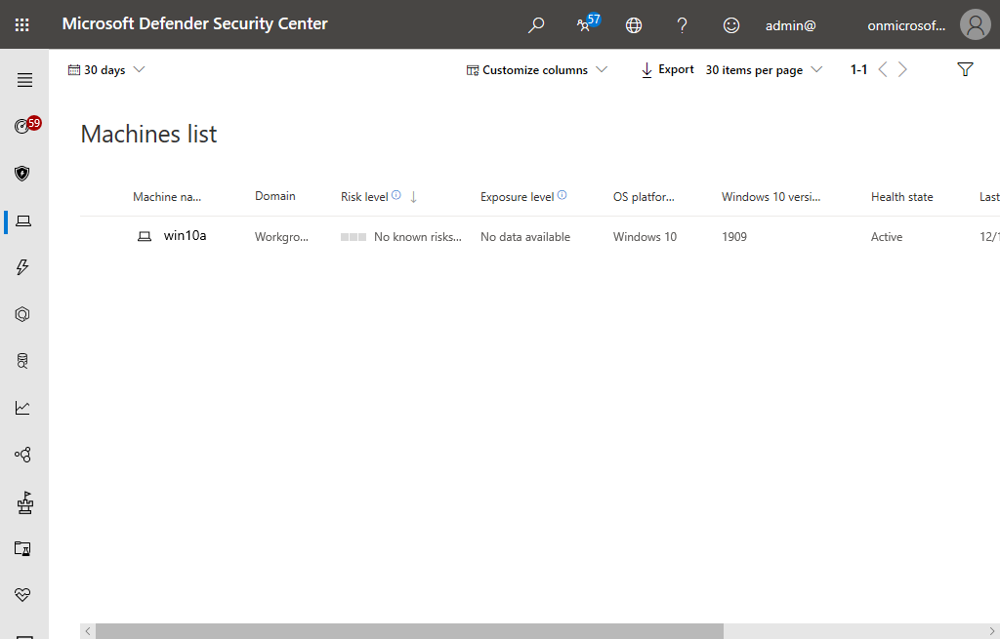 Microsoft Defender Security Center
57
?
admin@ onmicrosof...
30 days
Customize columns
Export
30 items per page
1-1
59
Machines list
Machine na... Domain Risk level Exposure level OS platfor... Windows 10 versi... Health state Last
win10a Workgro... No known risks... No data available Windows 10 1909 Active 12/1